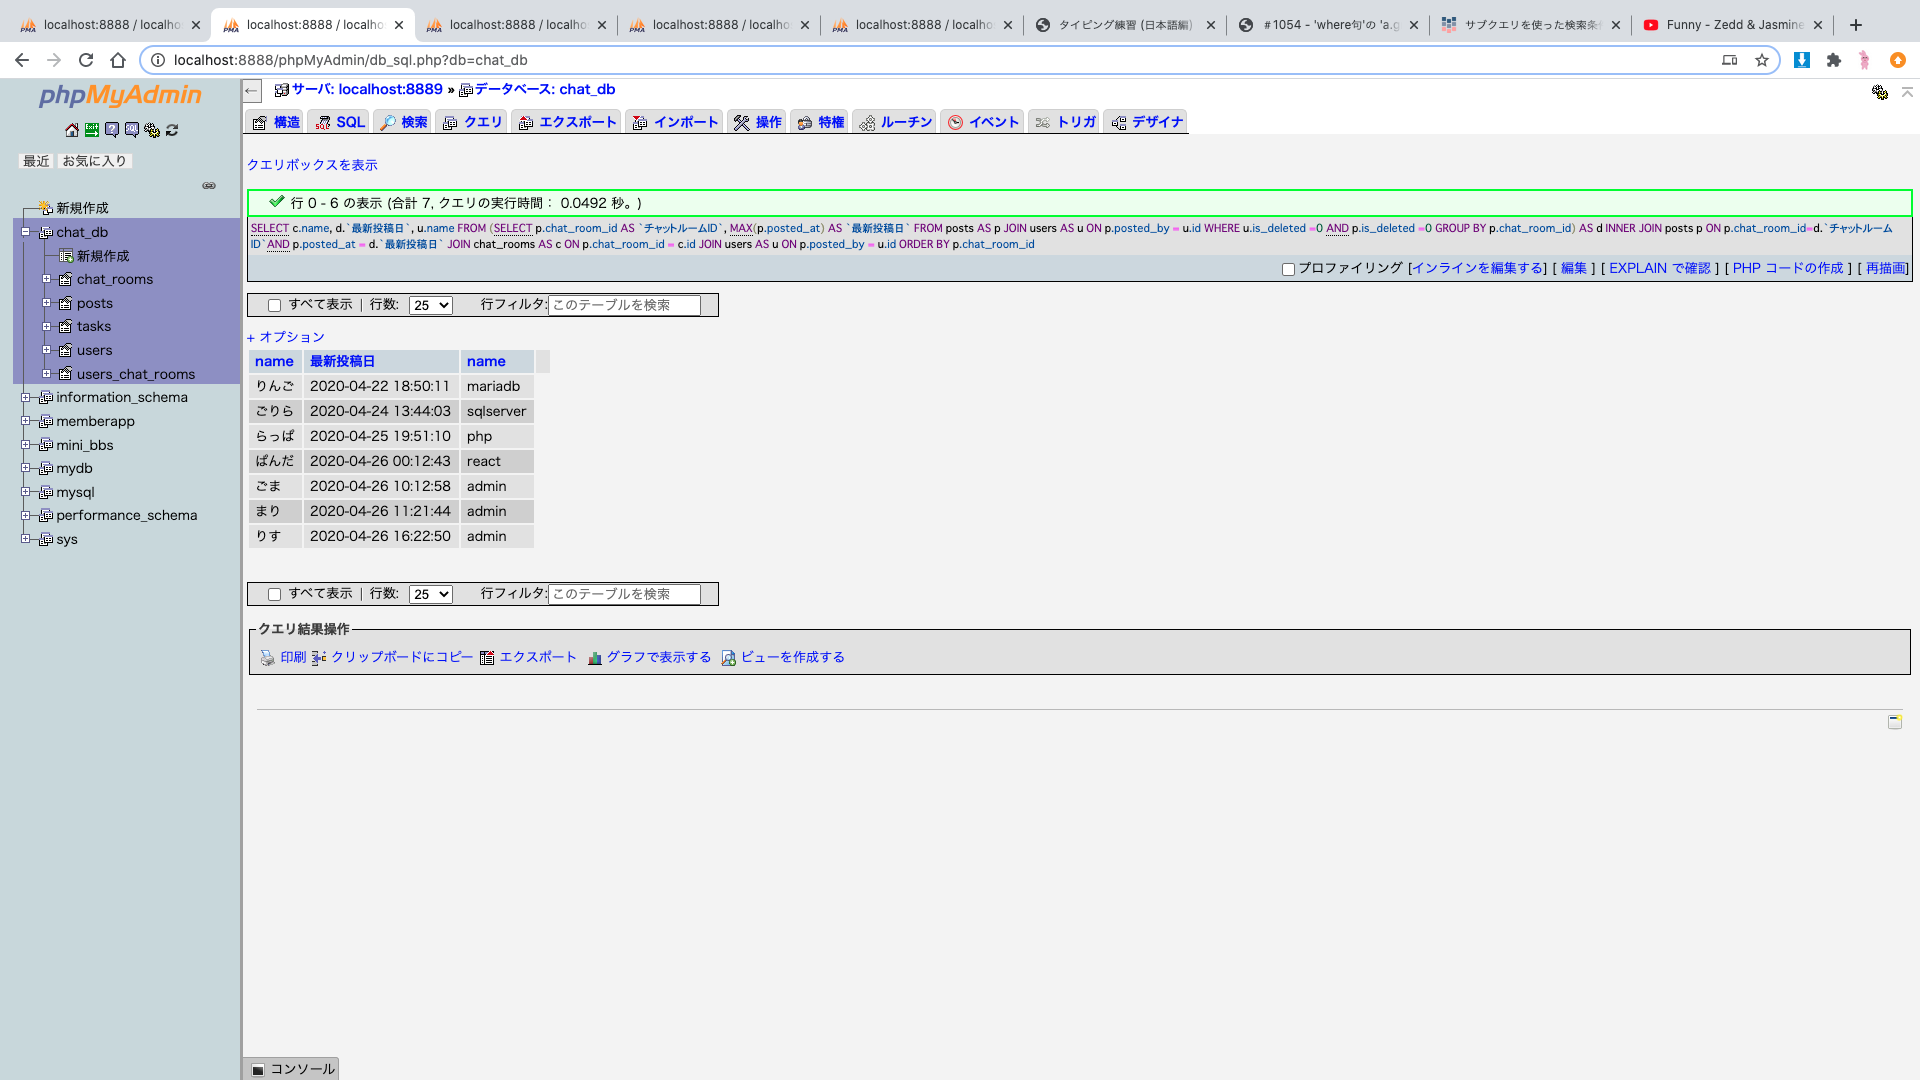 localhost:8888 / localho
localhost:8888 / localho
localhost:8888 / localho
localhost:8888 / localho
localhost:8888 / localho
タイピング練習 (日本語編)
#1054 - 'where句'の 'a.g
サブクエリを使った検索条
Funny - Zedd & Jasmine
localhost:8888/phpMyAdmin/db_sql.php?db=chat_db
phpMyAdmin
最近 お気に入り
新規作成
chat_db
新規作成
chat_rooms
posts
tasks
users
users_chat_rooms
information_schema
memberapp
mini_bbs
mydb
mysql
performance_schema
sys
サーバ: localhost:8889 » データベース: chat_db
構造 SQL 検索 クエリ エクスポート インポート 操作 特権 ルーチン イベント トリガ デザイナ
クエリボックスを表示
行 0 - 6 の表示 (合計 7, クエリの実行時間： 0.0492 秒。)
SELECT c.name, d.`最新投稿日`, u.name FROM (SELECT p.chat_room_id AS `チャットルームID`, MAX(p.posted_at) AS `最新投稿日` FROM posts AS p JOIN users AS u ON p.posted_by = u.id WHERE u.is_deleted =0 AND p.is_deleted =0 GROUP BY p.chat_room_id) AS d INNER JOIN posts p ON p.chat_room_id=d.`チャットルーム
ID`AND p.posted_at = d.`最新投稿日` JOIN chat_rooms AS c ON p.chat_room_id = c.id JOIN users AS u ON p.posted_by = u.id ORDER BY p.chat_room_id
プロファイリング [インラインを編集する] [ 編集 ] [ EXPLAIN で確認 ] [ PHP コードの作成 ] [ 再描画]
すべて表示 | 行数: 25 行フィルタ: このテーブルを検索
+ オプション
name 最新投稿日 name
りんご 2020-04-22 18:50:11 mariadb
ごりら 2020-04-24 13:44:03 sqlserver
らっぱ 2020-04-25 19:51:10 php
ぱんだ 2020-04-26 00:12:43 react
ごま 2020-04-26 10:12:58 admin
まり 2020-04-26 11:21:44 admin
りす 2020-04-26 16:22:50 admin
すべて表示 | 行数: 25 行フィルタ: このテーブルを検索
クエリ結果操作
印刷 クリップボードにコピー エクスポート グラフで表示する ビューを作成する
コンソール